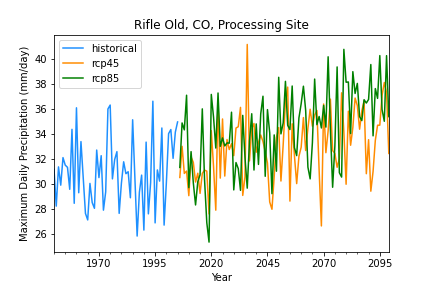 Rifle Old, CO, Processing Site
historical
rcp45
rcp85
Maximum Daily Precipitation (mm/day)
40
38
36
34
32
30
28
26
1970
1995
2020
2045
2070
2095
Year